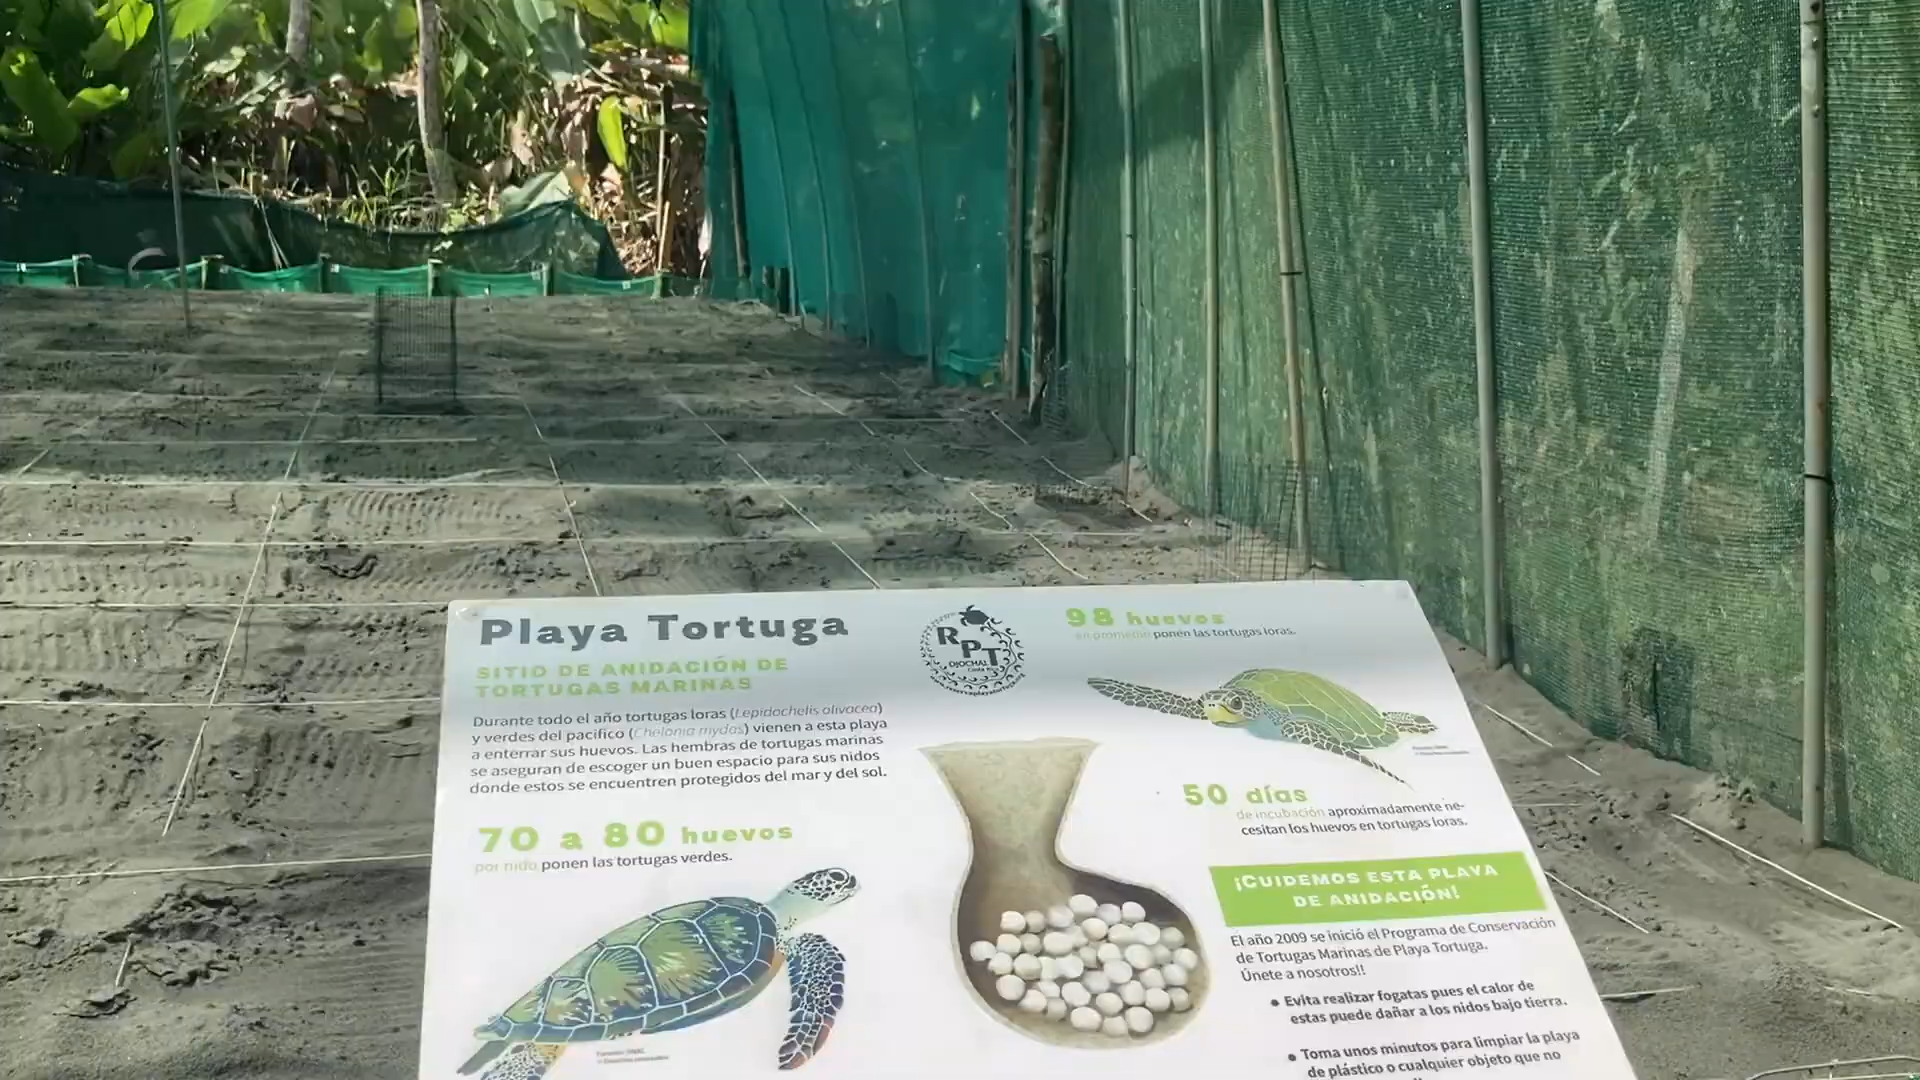 Playa Tortuga
SITIO DE ANIDACIÓN DE
TORTUGAS MARINAS
Durante todo el año tortugas loras (Lepidochelis olivacea)
y verdes del pacifico (Chelonia mydas) vienen a esta playa
a enterrar sus huevos. Las hembras de tortugas marinas
se aseguran de escoger un buen espacio para sus nidos
donde estos se encuentren protegidos del mar y del sol.
70 a 80 huevos
por nido ponen las tortugas verdes.
RPT
OJOCHAL
Costa Rica
www.reservaplayatortuga.org
98 huevos
en promedio ponen las tortugas loras.
50 días
de incubación aproximadamente ne-
cesitan los huevos en tortugas loras.
¡CUIDEMOS ESTA PLAYA
DE ANIDACIÓN!
El año 2009 se inició el Programa de Conservación
de Tortugas Marinas de Playa Tortuga.
Únete a nosotros!!
• Evita realizar fogatas pues el calor de
estas puede dañar a los nidos bajo tierra.
• Toma unos minutos para limpiar la playa
de plástico o cualquier objeto que no